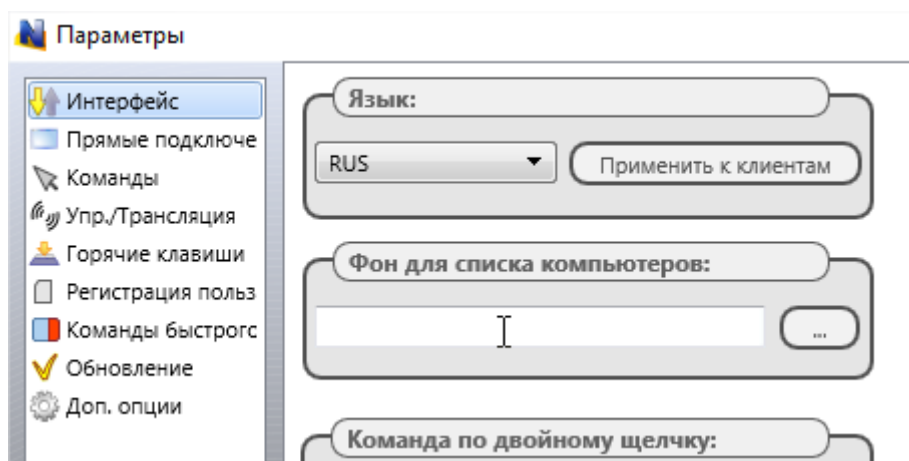 Параметры
Интерфейс
Прямые подключе
Команды
Упр./Трансляция
Горячие клавиши
Регистрация польз
Команды быстрогс
Обновление
Доп. опции
Язык:
RUS
Применить к клиентам
Фон для списка компьютеров:
...
Команда по двойному щелчку: